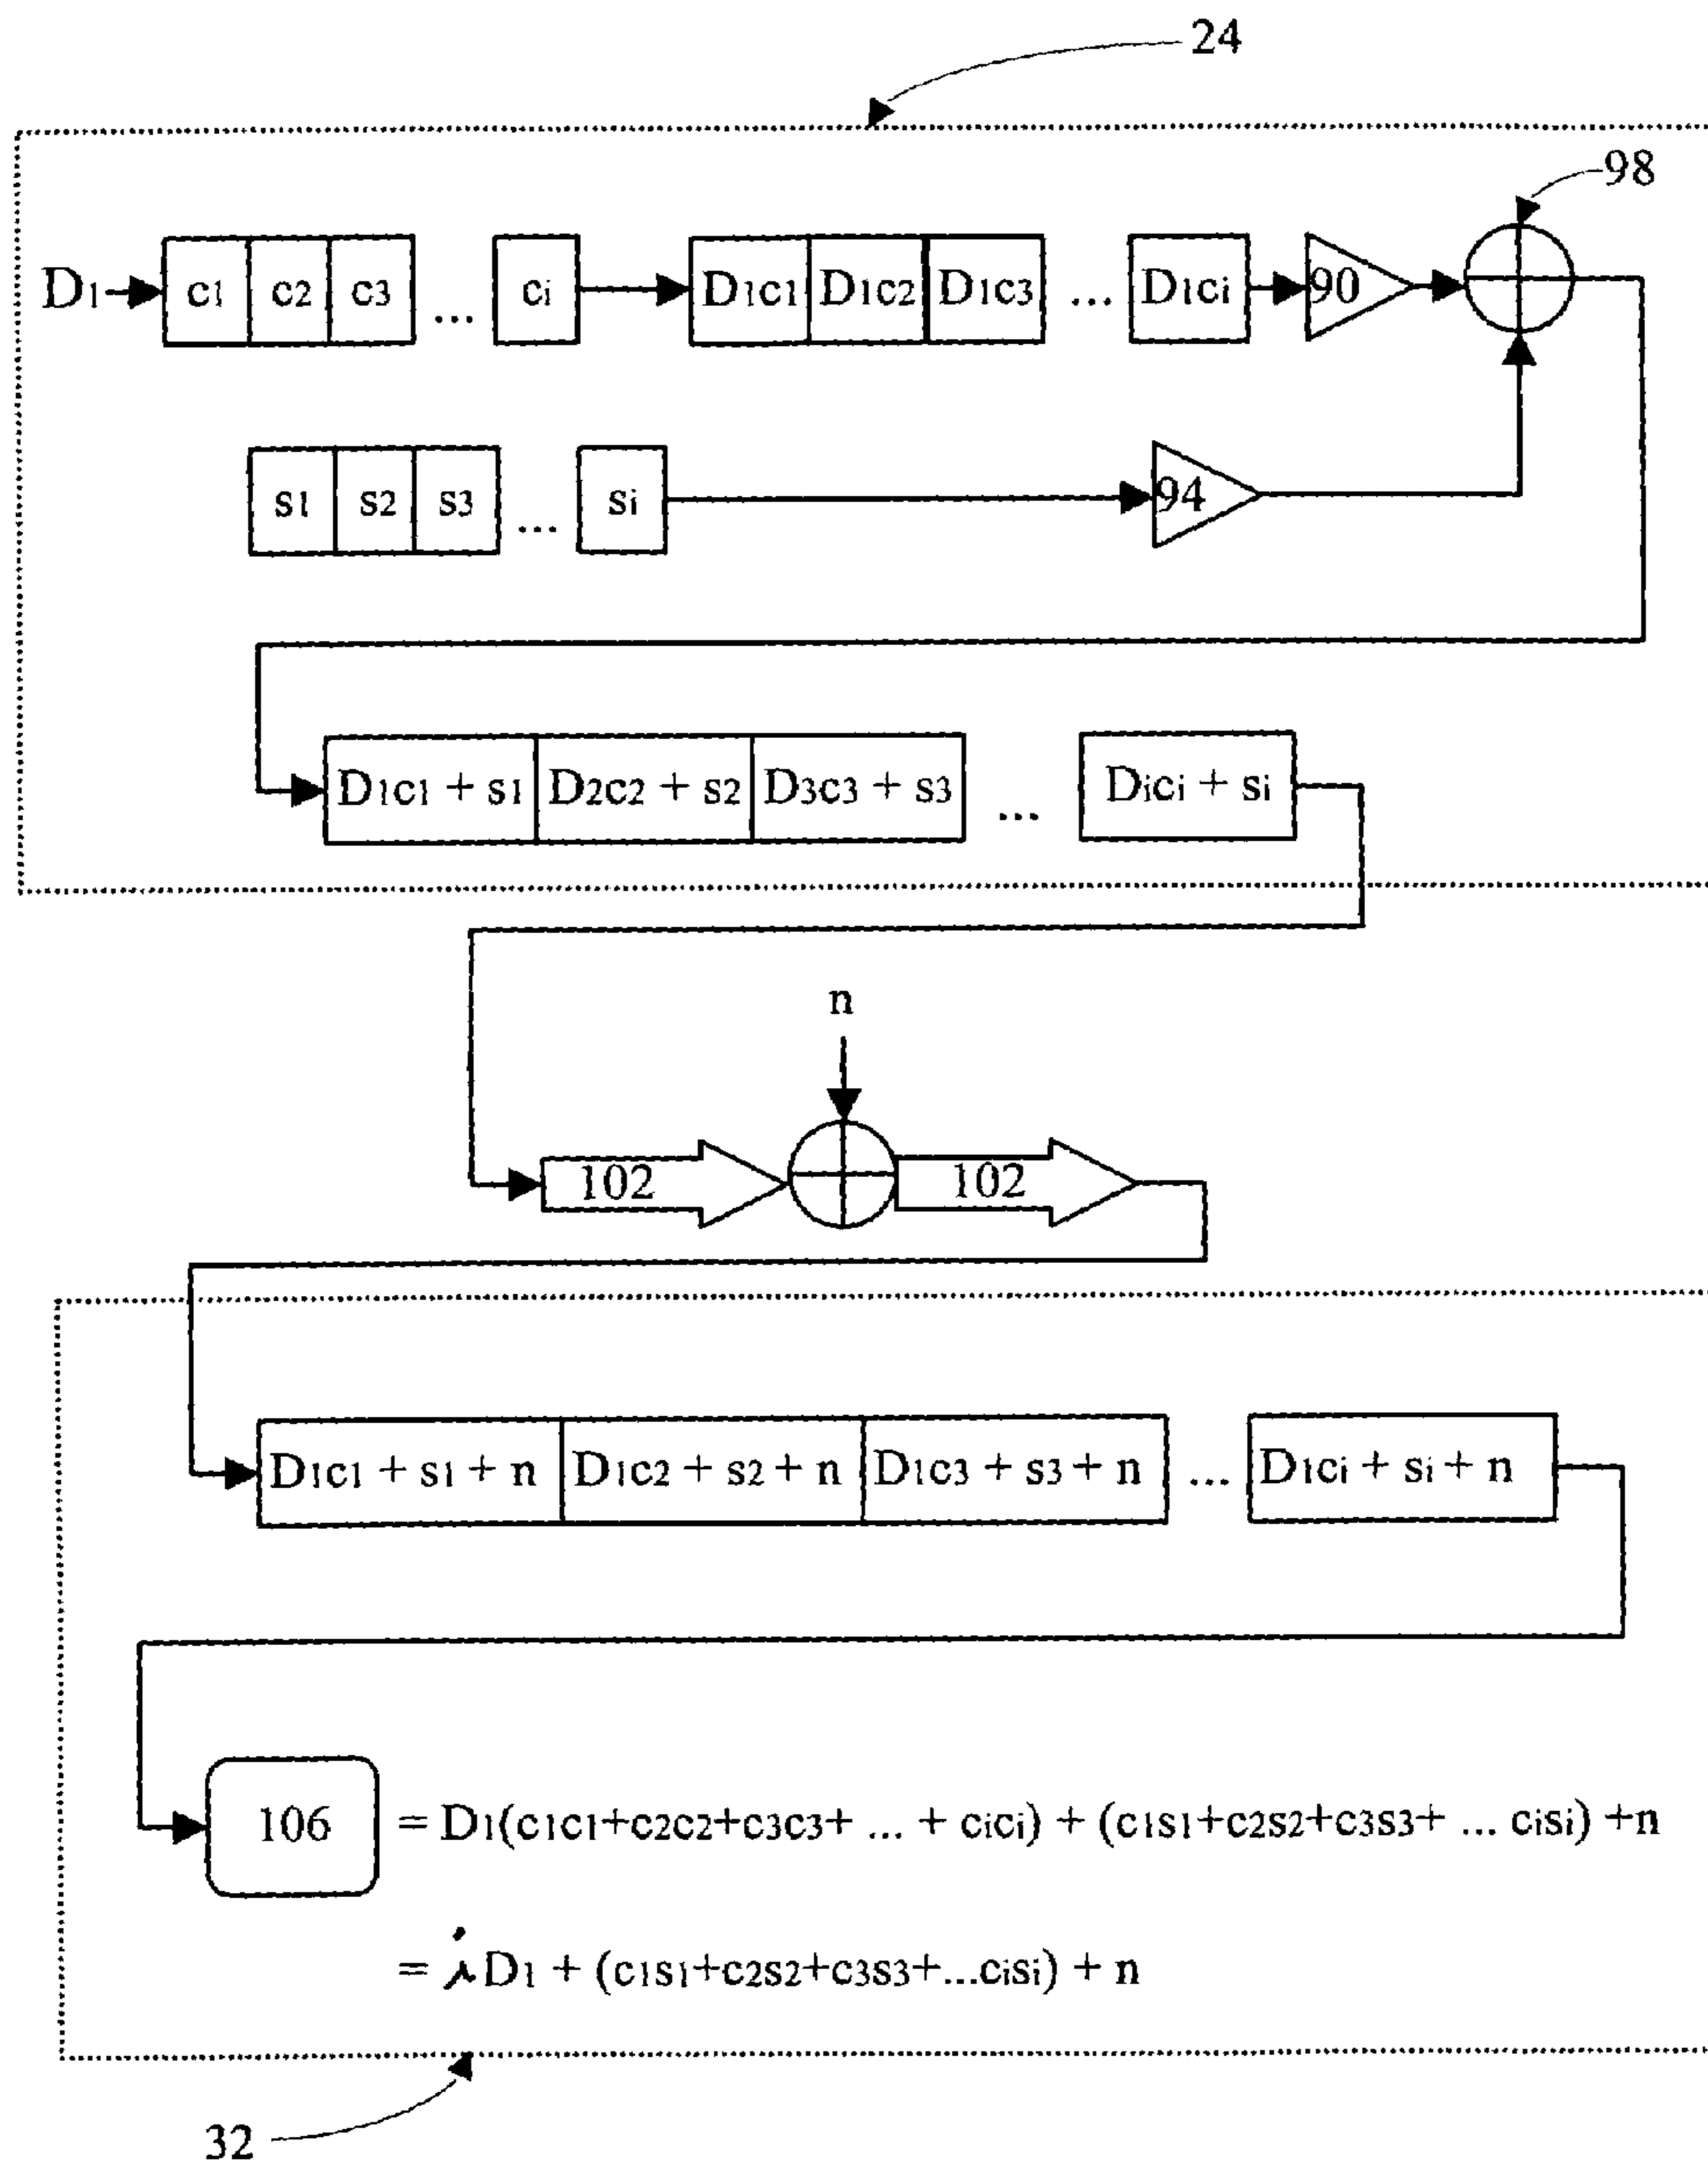 24
98
D1 c1 c2 c3 ... ci D1c1 D1c2 D1c3 ... D1ci 90
s1 s2 s3 ... si 94
D1c1 + s1 D2c2 + s2 D3c3 + s3 ... Dici + si
n
102 102
D1c1 + s1 + n D1c2 + s2 + n D1c3 + s3 + n ... D1ci + si + n
106 = D1(c1c1+c2c2+c3c3+ ... + cici) + (c1s1+c2s2+c3s3+ ... cisi) +n
= i D1 + (c1s1+c2s2+c3s3+...cisi) + n
32